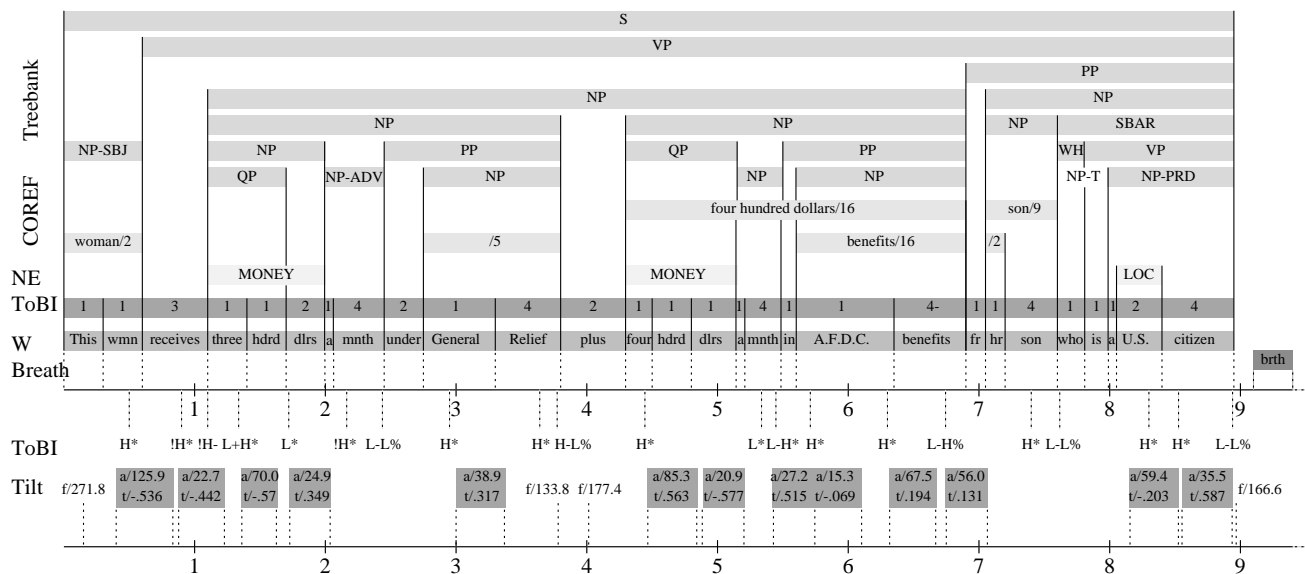 S
VP
PP
NP NP
NP NP NP SBAR
NP-SBJ NP PP QP PP WH VP
QP NP-ADV NP NP NP NP-T NP-PRD
Treebank
four hundred dollars/16 son/9
woman/2 /5 benefits/16 /2
COREF
NE MONEY MONEY LOC
ToBI 1 1 3 1 1 2 1 4 2 1 4 2 1 1 1 1 4 1 1 4- 1 1 4 1 1 1 2 4
W This wmn receives three hdrd dlrs a mnth under General Relief plus four hdrd dlrs a mnth in A.F.D.C. benefits fr hr son who is a U.S. citizen
Breath brth
1 2 3 4 5 6 7 8 9
ToBI H* !H* !H- L+H* L* !H* L-L% H* H* H-L% H* L* L-H* H* H* L-H% H* L-L% H* H* L-L%
Tilt f/271.8 a/125.9 a/22.7 a/70.0 a/24.9 a/38.9 f/133.8 f/177.4 a/85.3 a/20.9 a/27.2 a/15.3 a/67.5 a/56.0 a/59.4 a/35.5 f/166.6
t/-.536 t/-.442 t/-.57 t/.349 t/.317 t/.563 t/-.577 t/.515 t/-.069 t/.194 t/.131 t/-.203 t/.587
1 2 3 4 5 6 7 8 9